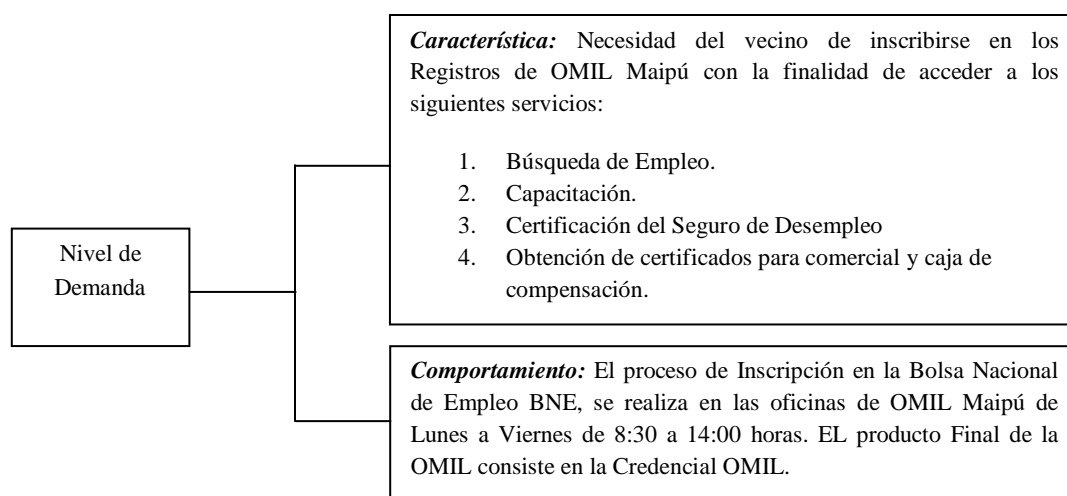 Característica: Necesidad del vecino de inscribirse en los
Registros de OMIL Maipú con la finalidad de acceder a los
siguientes servicios:
1. Búsqueda de Empleo.
2. Capacitación.
3. Certificación del Seguro de Desempleo
4. Obtención de certificados para comercial y caja de
compensación.
Nivel de
Demanda
Comportamiento: El proceso de Inscripción en la Bolsa Nacional
de Empleo BNE, se realiza en las oficinas de OMIL Maipú de
Lunes a Viernes de 8:30 a 14:00 horas. EL producto Final de la
OMIL consiste en la Credencial OMIL.